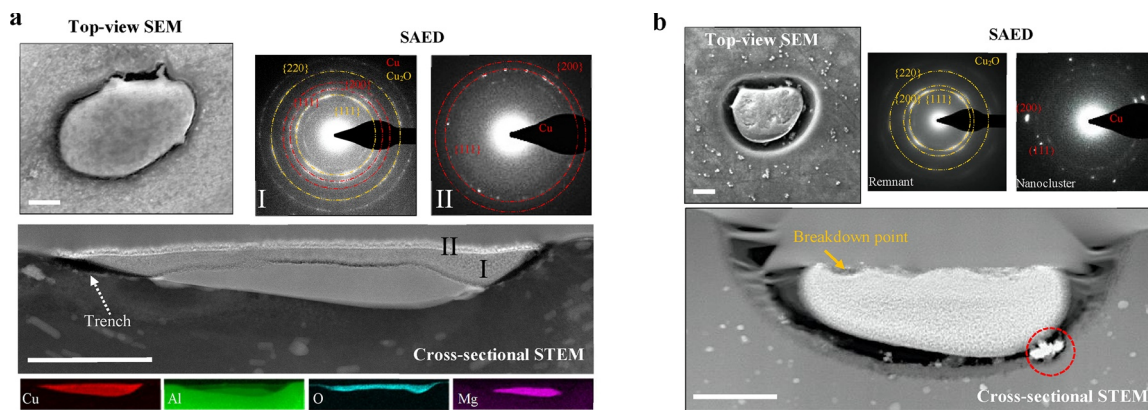 a
Top-view SEM
SAED
{220}
Cu
Cu₂O
{200}
{111}
{111}
I
{200}
Cu
{111}
II
II
I
Trench
Cross-sectional STEM
Cu
Al
O
Mg
b
Top-view SEM
SAED
Cu₂O
{220}
{200}
{111}
Remnant
{200}
Cu
{111}
Nanocluster
Breakdown point
Cross-sectional STEM